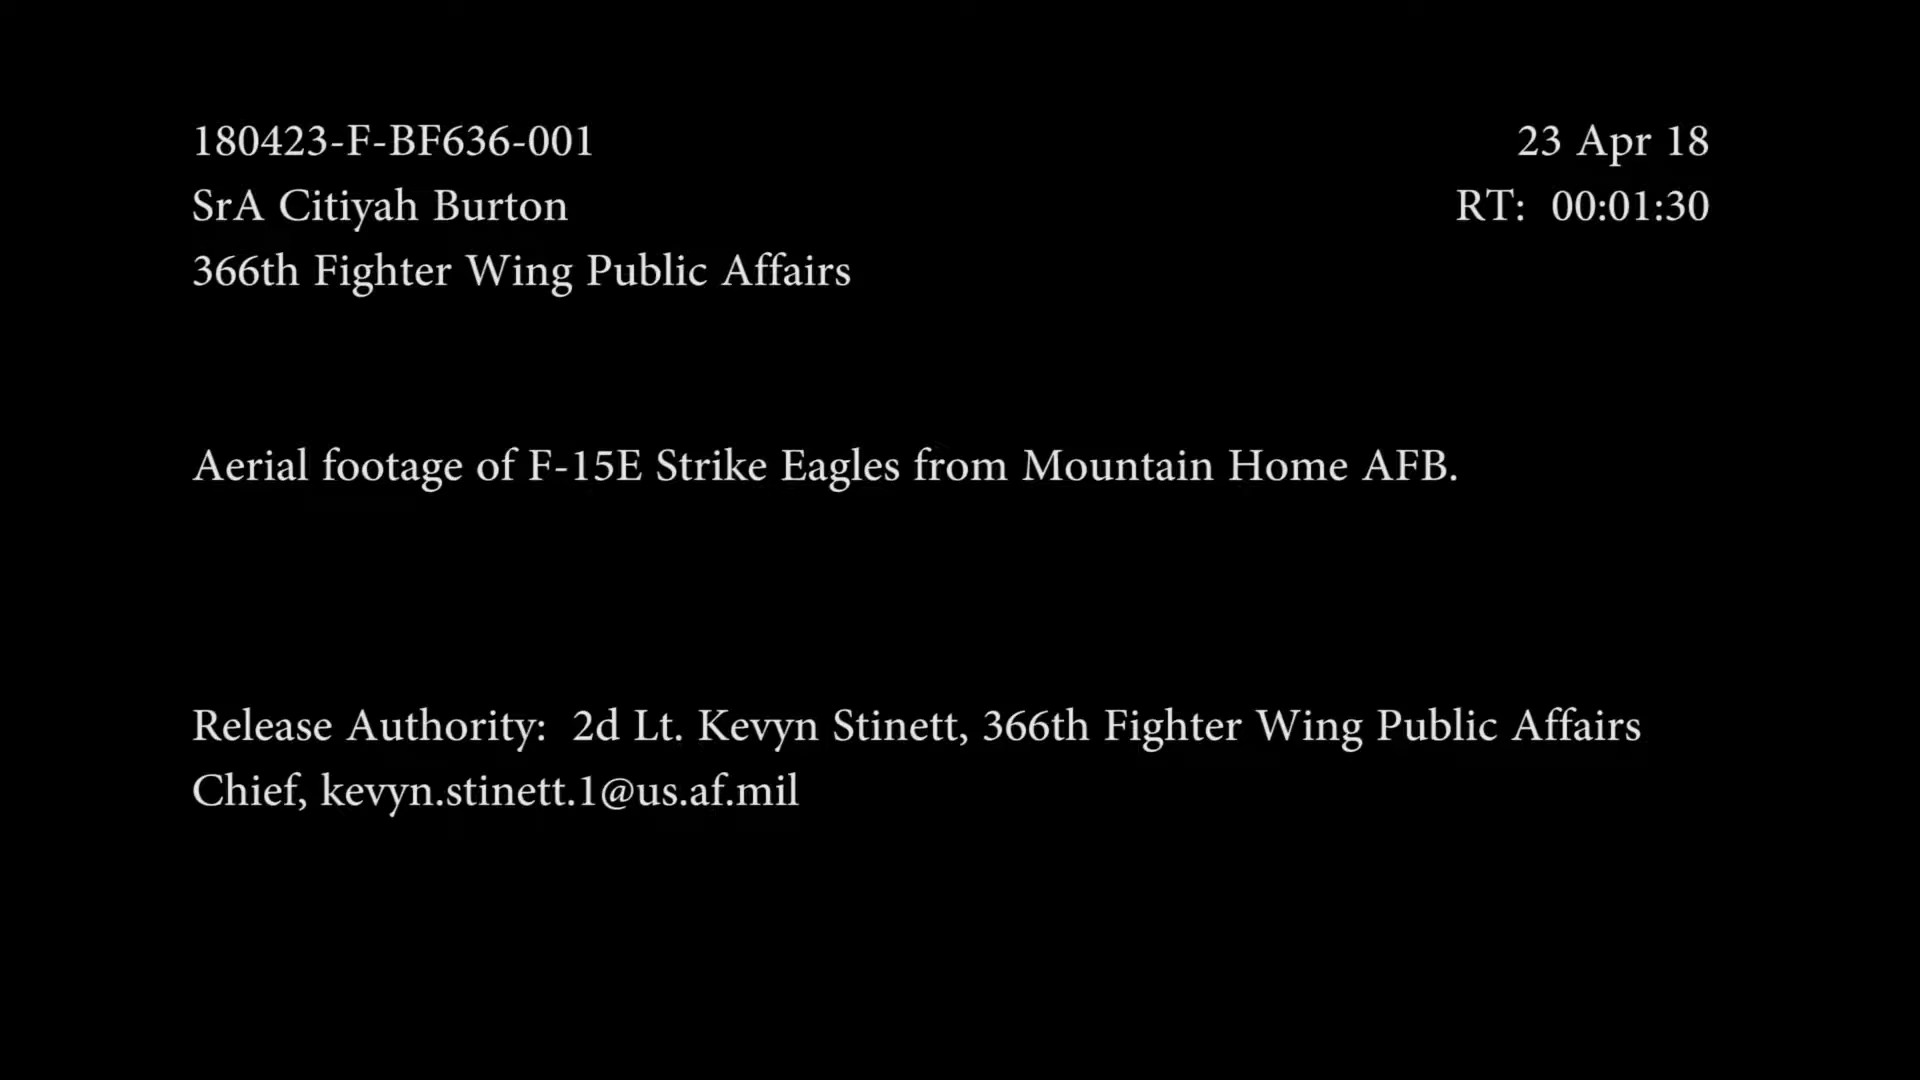 180423-F-BF636-001
23 Apr 18
SrA Citiyah Burton
RT:  00:01:30
366th Fighter Wing Public Affairs
Aerial footage of F-15E Strike Eagles from Mountain Home AFB.
Release Authority:  2d Lt. Kevyn Stinett, 366th Fighter Wing Public Affairs
Chief, kevyn.stinett.1@us.af.mil